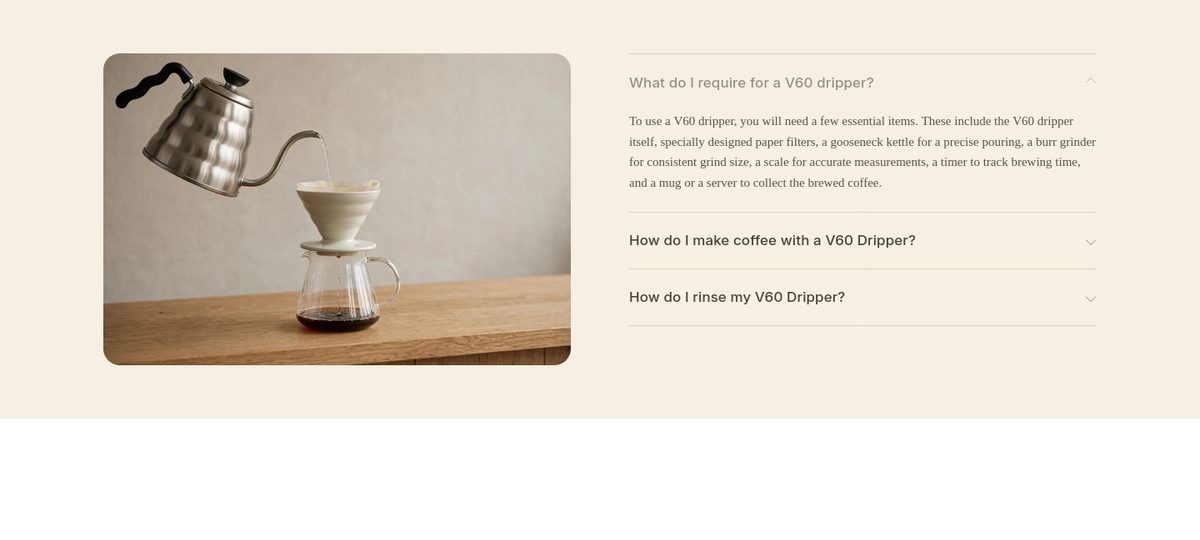 What do I require for a V60 dripper?
To use a V60 dripper, you will need a few essential items. These include the V60 dripper
itself, specially designed paper filters, a gooseneck kettle for a precise pouring, a burr grinder
for consistent grind size, a scale for accurate measurements, a timer to track brewing time,
and a mug or a server to collect the brewed coffee.
How do I make coffee with a V60 Dripper?
How do I rinse my V60 Dripper?